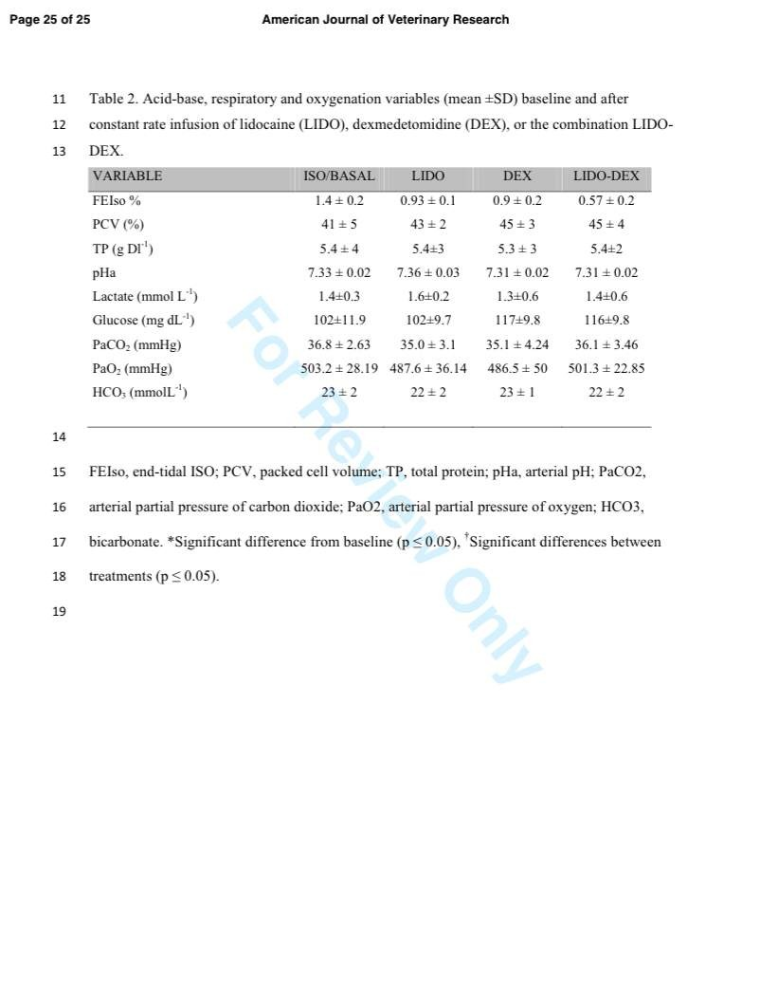 Page 25 of 25 American Journal of Veterinary Research
11 Table 2. Acid-base, respiratory and oxygenation variables (mean ±SD) baseline and after
12 constant rate infusion of lidocaine (LIDO), dexmedetomidine (DEX), or the combination LIDO-
13 DEX.
VARIABLE ISO/BASAL LIDO DEX LIDO-DEX
FEIso % 1.4 ± 0.2 0.93 ± 0.1 0.9 ± 0.2 0.57 ± 0.2
PCV (%) 41 ± 5 43 ± 2 45 ± 3 45 ± 4
TP (g Dl⁻¹) 5.4 ± 4 5.4±3 5.3 ± 3 5.4±2
pHa 7.33 ± 0.02 7.36 ± 0.03 7.31 ± 0.02 7.31 ± 0.02
Lactate (mmol L⁻¹) 1.4±0.3 1.6±0.2 1.3±0.6 1.4±0.6
Glucose (mg dL⁻¹) 102±11.9 102±9.7 117±9.8 116±9.8
PaCO₂ (mmHg) 36.8 ± 2.63 35.0 ± 3.1 35.1 ± 4.24 36.1 ± 3.46
PaO₂ (mmHg) 503.2 ± 28.19 487.6 ± 36.14 486.5 ± 50 501.3 ± 22.85
HCO₃ (mmolL⁻¹) 23 ± 2 22 ± 2 23 ± 1 22 ± 2
14
15 FEIso, end-tidal ISO; PCV, packed cell volume; TP, total protein; pHa, arterial pH; PaCO2,
16 arterial partial pressure of carbon dioxide; PaO2, arterial partial pressure of oxygen; HCO3,
17 bicarbonate. *Significant difference from baseline (p ≤ 0.05), †Significant differences between
18 treatments (p ≤ 0.05).
19
For Review Only